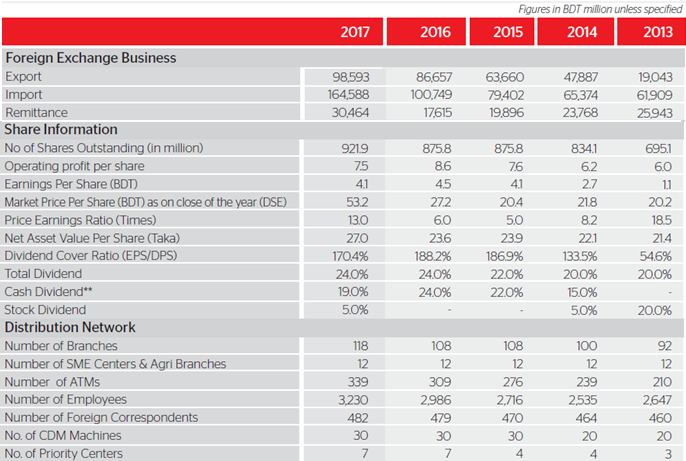 Figures in BDT million unless specified
2017 2016 2015 2014 2013
Foreign Exchange Business
Export 98,593 86,657 63,660 47,887 19,043
Import 164,588 100,749 79,402 65,374 61,909
Remittance 30,464 17,615 19,896 23,768 25,943
Share Information
No of Shares Outstanding (in million) 921.9 875.8 875.8 834.1 695.1
Operating profit per share 7.5 8.6 7.6 6.2 6.0
Earnings Per Share (BDT) 4.1 4.5 4.1 2.7 1.1
Market Price Per Share (BDT) as on close of the year (DSE) 53.2 27.2 20.4 21.8 20.2
Price Earnings Ratio (Times) 13.0 6.0 5.0 8.2 18.5
Net Asset Value Per Share (Taka) 27.0 23.6 23.9 22.1 21.4
Dividend Cover Ratio (EPS/DPS) 170.4% 188.2% 186.9% 133.5% 54.6%
Total Dividend 24.0% 24.0% 22.0% 20.0% 20.0%
Cash Dividend** 19.0% 24.0% 22.0% 15.0% -
Stock Dividend 5.0% - - 5.0% 20.0%
Distribution Network
Number of Branches 118 108 108 100 92
Number of SME Centers & Agri Branches 12 12 12 12 12
Number of ATMs 339 309 276 239 210
Number of Employees 3,230 2,986 2,716 2,535 2,647
Number of Foreign Correspondents 482 479 470 464 460
No. of CDM Machines 30 30 30 20 20
No. of Priority Centers 7 7 4 4 3